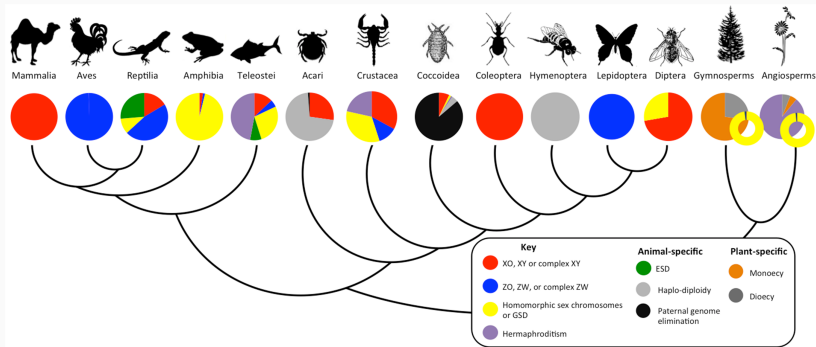 Mammalia Aves Reptilia Amphibia Teleostei Acari Crustacea Coccoidea Coleoptera Hymenoptera Lepidoptera Diptera Gymnosperms Angiosperms
Key
XO, XY or complex XY
ZO, ZW, or complex ZW
Homomorphic sex chromosomes
or GSD
Hermaphroditism
Animal-specific
ESD
Haplo-diploidy
Paternal genome
elimination
Plant-specific
Monoecy
Dioecy